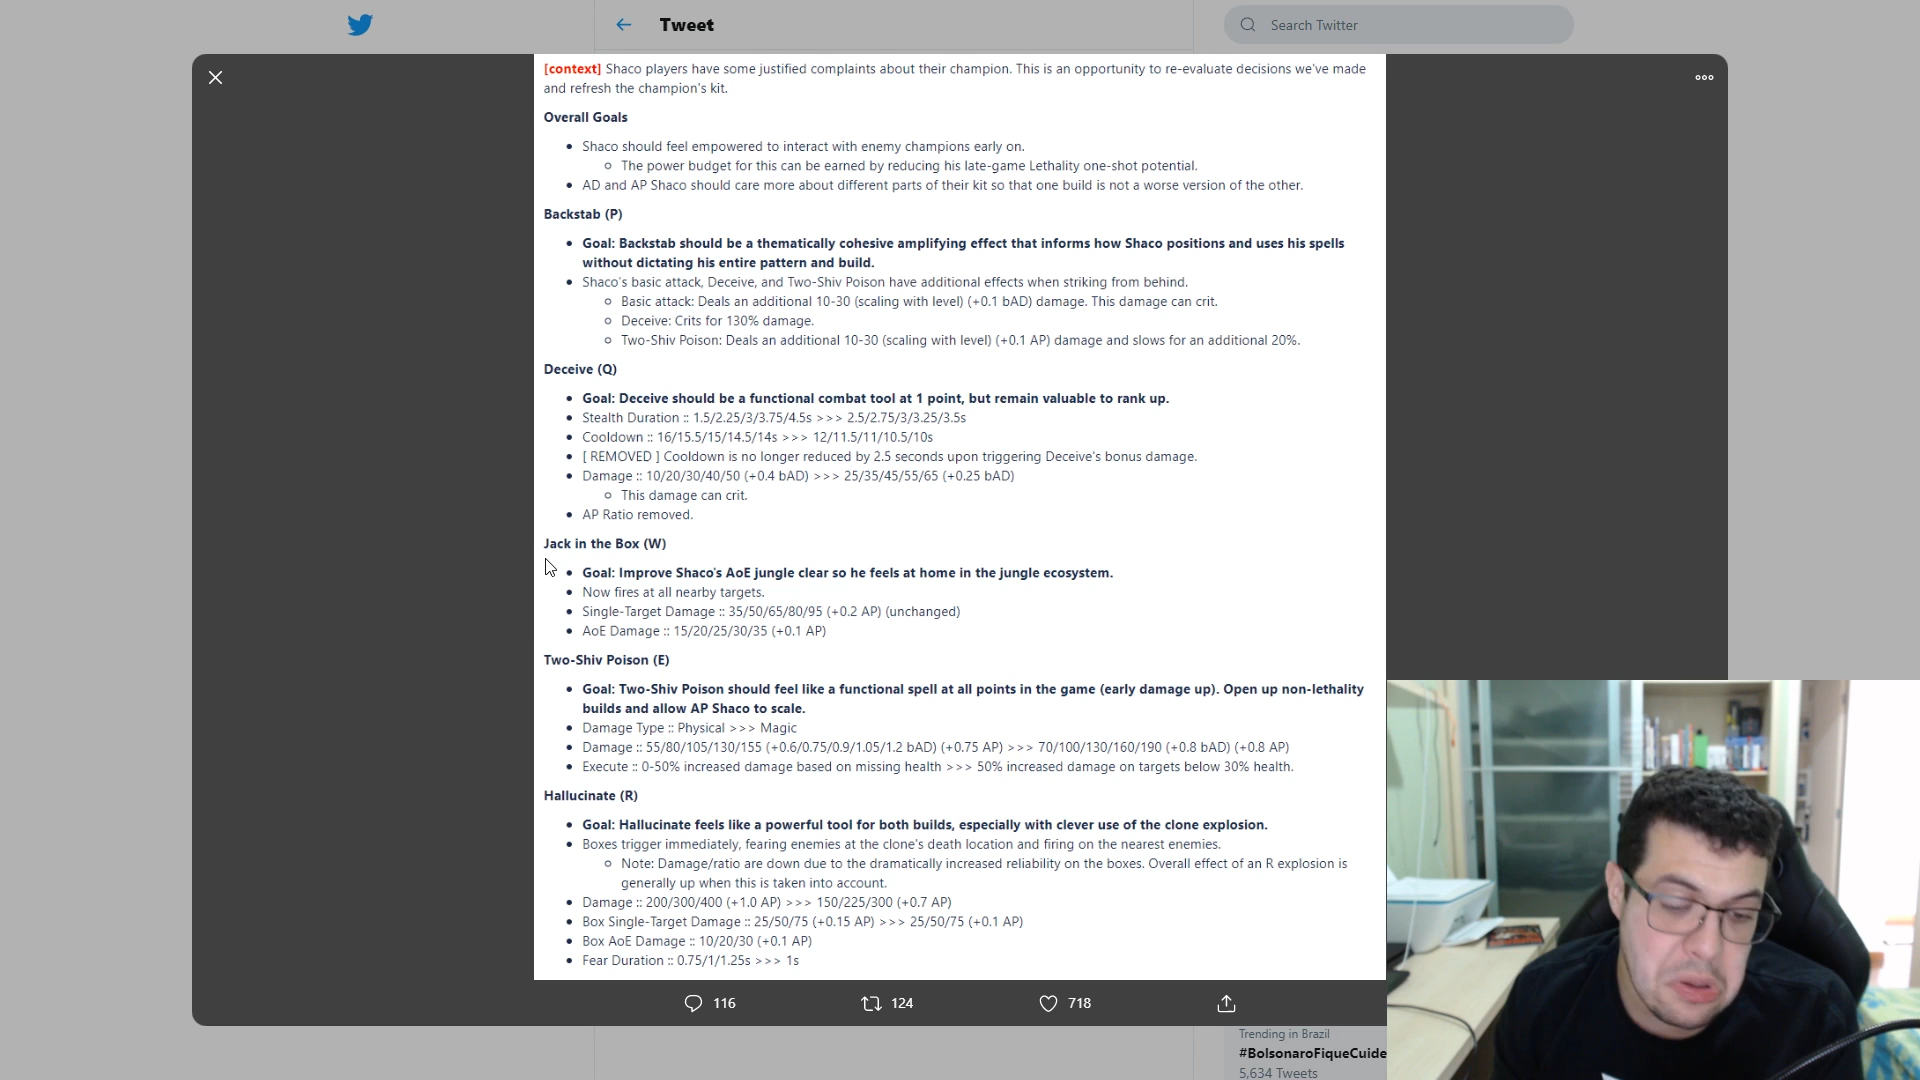 Tweet
Search Twitter
[context] Shaco players have some justified complaints about their champion. This is an opportunity to re-evaluate decisions we've made
and refresh the champion's kit.
Overall Goals
Shaco should feel empowered to interact with enemy champions early on.
The power budget for this can be earned by reducing his late-game Lethality one-shot potential.
AD and AP Shaco should care more about different parts of their kit so that one build is not a worse version of the other.
Backstab (P)
Goal: Backstab should be a thematically cohesive amplifying effect that informs how Shaco positions and uses his spells
without dictating his entire pattern and build.
Shaco's basic attack, Deceive, and Two-Shiv Poison have additional effects when striking from behind.
Basic attack: Deals an additional 10-30 (scaling with level) (+0.1 bAD) damage. This damage can crit.
Deceive: Crits for 130% damage.
Two-Shiv Poison: Deals an additional 10-30 (scaling with level) (+0.1 AP) damage and slows for an additional 20%.
Deceive (Q)
Goal: Deceive should be a functional combat tool at 1 point, but remain valuable to rank up.
Stealth Duration :: 1.5/2.25/3/3.75/4.5s >>> 2.5/2.75/3/3.25/3.5s
Cooldown :: 16/15.5/15/14.5/14s >>> 12/11.5/11/10.5/10s
[ REMOVED ] Cooldown is no longer reduced by 2.5 seconds upon triggering Deceive's bonus damage.
Damage :: 10/20/30/40/50 (+0.4 bAD) >>> 25/35/45/55/65 (+0.25 bAD)
This damage can crit.
AP Ratio removed.
Jack in the Box (W)
Goal: Improve Shaco's AoE jungle clear so he feels at home in the jungle ecosystem.
Now fires at all nearby targets.
Single-Target Damage :: 35/50/65/80/95 (+0.2 AP) (unchanged)
AoE Damage :: 15/20/25/30/35 (+0.1 AP)
Two-Shiv Poison (E)
Goal: Two-Shiv Poison should feel like a functional spell at all points in the game (early damage up). Open up non-lethality
builds and allow AP Shaco to scale.
Damage Type :: Physical >>> Magic
Damage :: 55/80/105/130/155 (+0.6/0.75/0.9/1.05/1.2 bAD) (+0.75 AP) >>> 70/100/130/160/190 (+0.8 bAD) (+0.8 AP)
Execute :: 0-50% increased damage based on missing health >>> 50% increased damage on targets below 30% health.
Hallucinate (R)
Goal: Hallucinate feels like a powerful tool for both builds, especially with clever use of the clone explosion.
Boxes trigger immediately, fearing enemies at the clone's death location and firing on the nearest enemies.
Note: Damage/ratio are down due to the dramatically increased reliability on the boxes. Overall effect of an R explosion is
generally up when this is taken into account.
Damage :: 200/300/400 (+1.0 AP) >>> 150/225/300 (+0.7 AP)
Box Single-Target Damage :: 25/50/75 (+0.15 AP) >>> 25/50/75 (+0.1 AP)
Box AoE Damage :: 10/20/30 (+0.1 AP)
Fear Duration :: 0.75/1/1.25s >>> 1s
116 124 718
Trending in Brazil
#BolsonaroFiqueCuide
5,634 Tweets